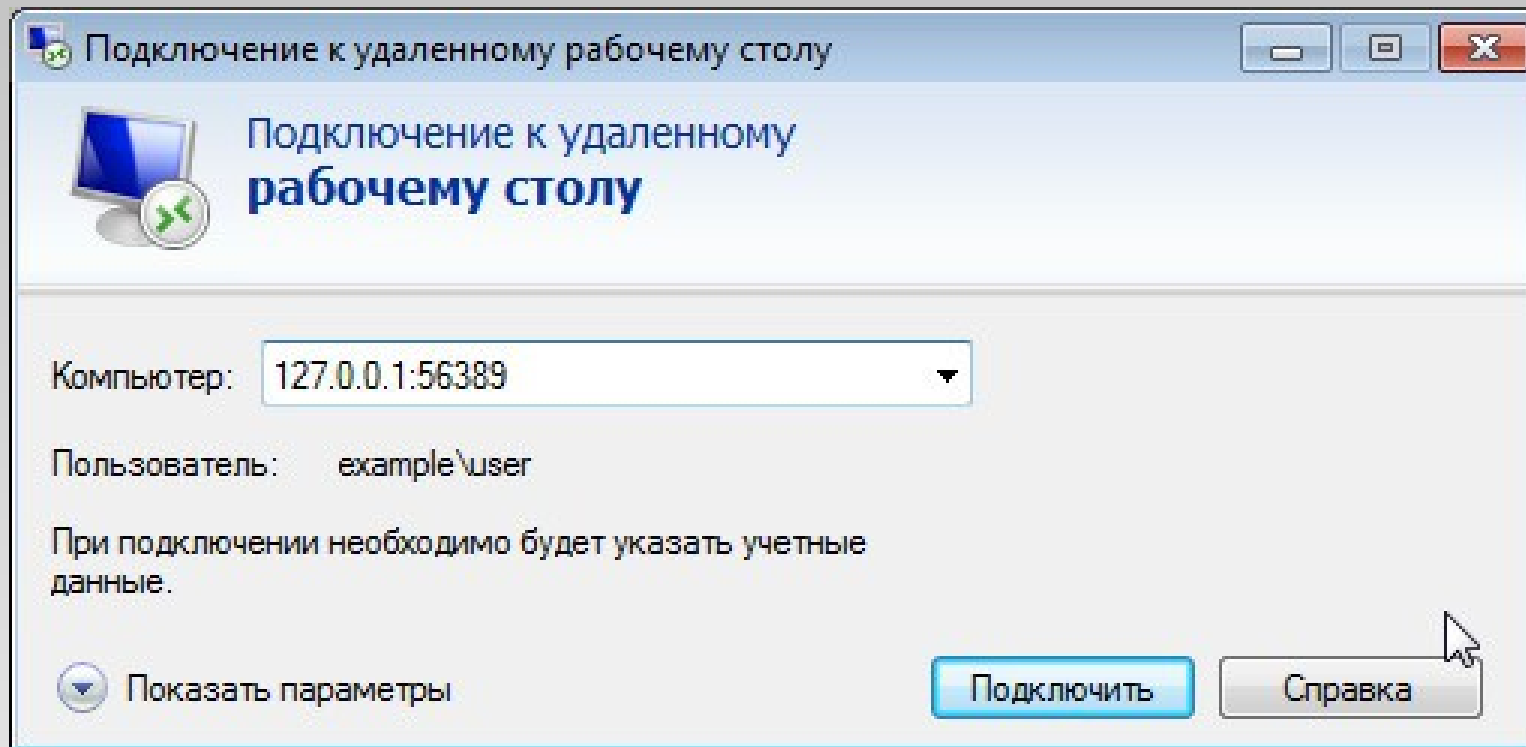 Подключение к удаленному рабочему столу
Подключение к удаленному
рабочему столу
Компьютер: 127.0.0.1:56389
Пользователь: example\user
При подключении необходимо будет указать учетные
данные.
Показать параметры Подключить Справка